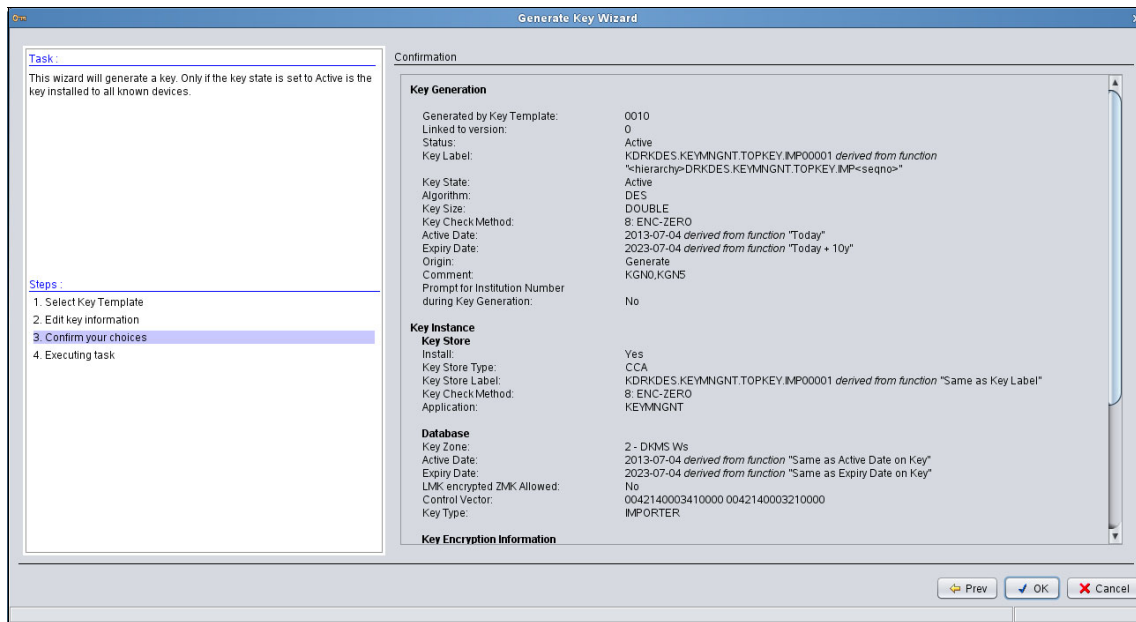 Generate Key Wizard
Task :
This wizard will generate a key. Only if the key state is set to Active is the
key installed to all known devices.
Steps :
1. Select Key Template
2. Edit key information
3. Confirm your choices
4. Executing task
Confirmation
Key Generation
Generated by Key Template: 0010
Linked to version: 0
Status: Active
Key Label: KDRKDES.KEYMNGNT.TOPKEY.IMP00001 derived from function
"<hierarchy>DRKDES.KEYMNGNT.TOPKEY.IMP<seqno>"
Key State: Active
Algorithm: DES
Key Size: DOUBLE
Key Check Method: 8: ENC-ZERO
Active Date: 2013-07-04 derived from function "Today"
Expiry Date: 2023-07-04 derived from function "Today + 10y"
Origin: Generate
Comment: KGN0,KGN5
Prompt for Institution Number
during Key Generation: No
Key Instance
Key Store
Install: Yes
Key Store Type: CCA
Key Store Label: KDRKDES.KEYMNGNT.TOPKEY.IMP00001 derived from function "Same as Key Label"
Key Check Method: 8: ENC-ZERO
Application: KEYMNGNT
Database
Key Zone: 2 - DKMS Ws
Active Date: 2013-07-04 derived from function "Same as Active Date on Key"
Expiry Date: 2023-07-04 derived from function "Same as Expiry Date on Key"
LMK encrypted ZMK Allowed: No
Control Vector: 0042140003410000 0042140003210000
Key Type: IMPORTER
Key Encryption Information
Prev OK Cancel